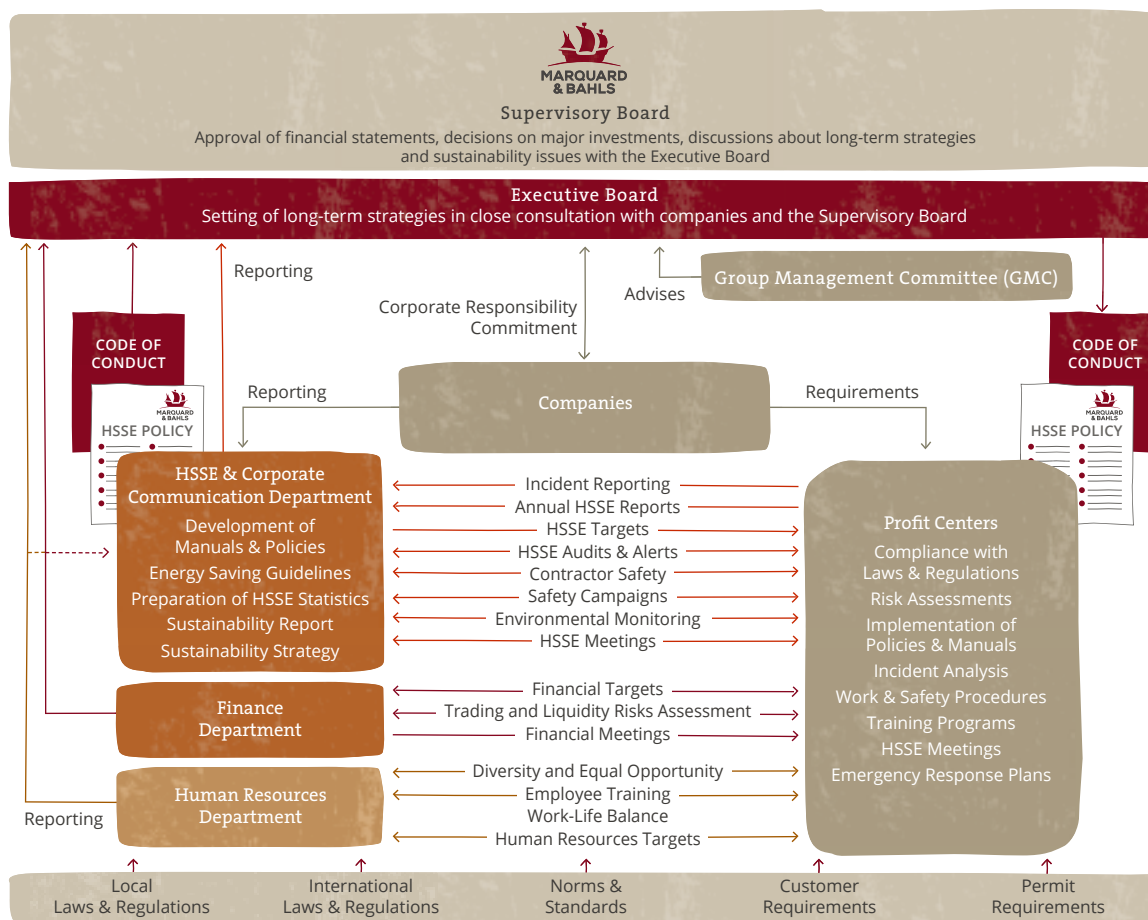 MARQUARD
& BAHLS
Supervisory Board
Approval of financial statements, decisions on major investments, discussions about long-term strategies
and sustainability issues with the Executive Board
Executive Board
Setting of long-term strategies in close consultation with companies and the Supervisory Board
Reporting
Group Management Committee (GMC)
Advises
Corporate Responsibility
Commitment
CODE OF
CONDUCT
MARQUARD
& BAHLS
HSSE POLICY
CODE OF
CONDUCT
MARQUARD
& BAHLS
HSSE POLICY
Reporting
Companies
Requirements
HSSE & Corporate
Communication Department
Development of
Manuals & Policies
Energy Saving Guidelines
Preparation of HSSE Statistics
Sustainability Report
Sustainability Strategy
Incident Reporting
Annual HSSE Reports
HSSE Targets
HSSE Audits & Alerts
Contractor Safety
Safety Campaigns
Environmental Monitoring
HSSE Meetings
Profit Centers
Compliance with
Laws & Regulations
Risk Assessments
Implementation of
Policies & Manuals
Incident Analysis
Work & Safety Procedures
Training Programs
HSSE Meetings
Emergency Response Plans
Finance
Department
Financial Targets
Trading and Liquidity Risks Assessment
Financial Meetings
Human Resources
Department
Reporting
Diversity and Equal Opportunity
Employee Training
Work-Life Balance
Human Resources Targets
Local
Laws & Regulations
International
Laws & Regulations
Norms &
Standards
Customer
Requirements
Permit
Requirements